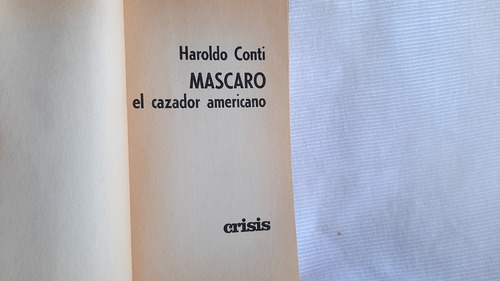 Haroldo Conti
MASCARO
el cazador americano
crisis